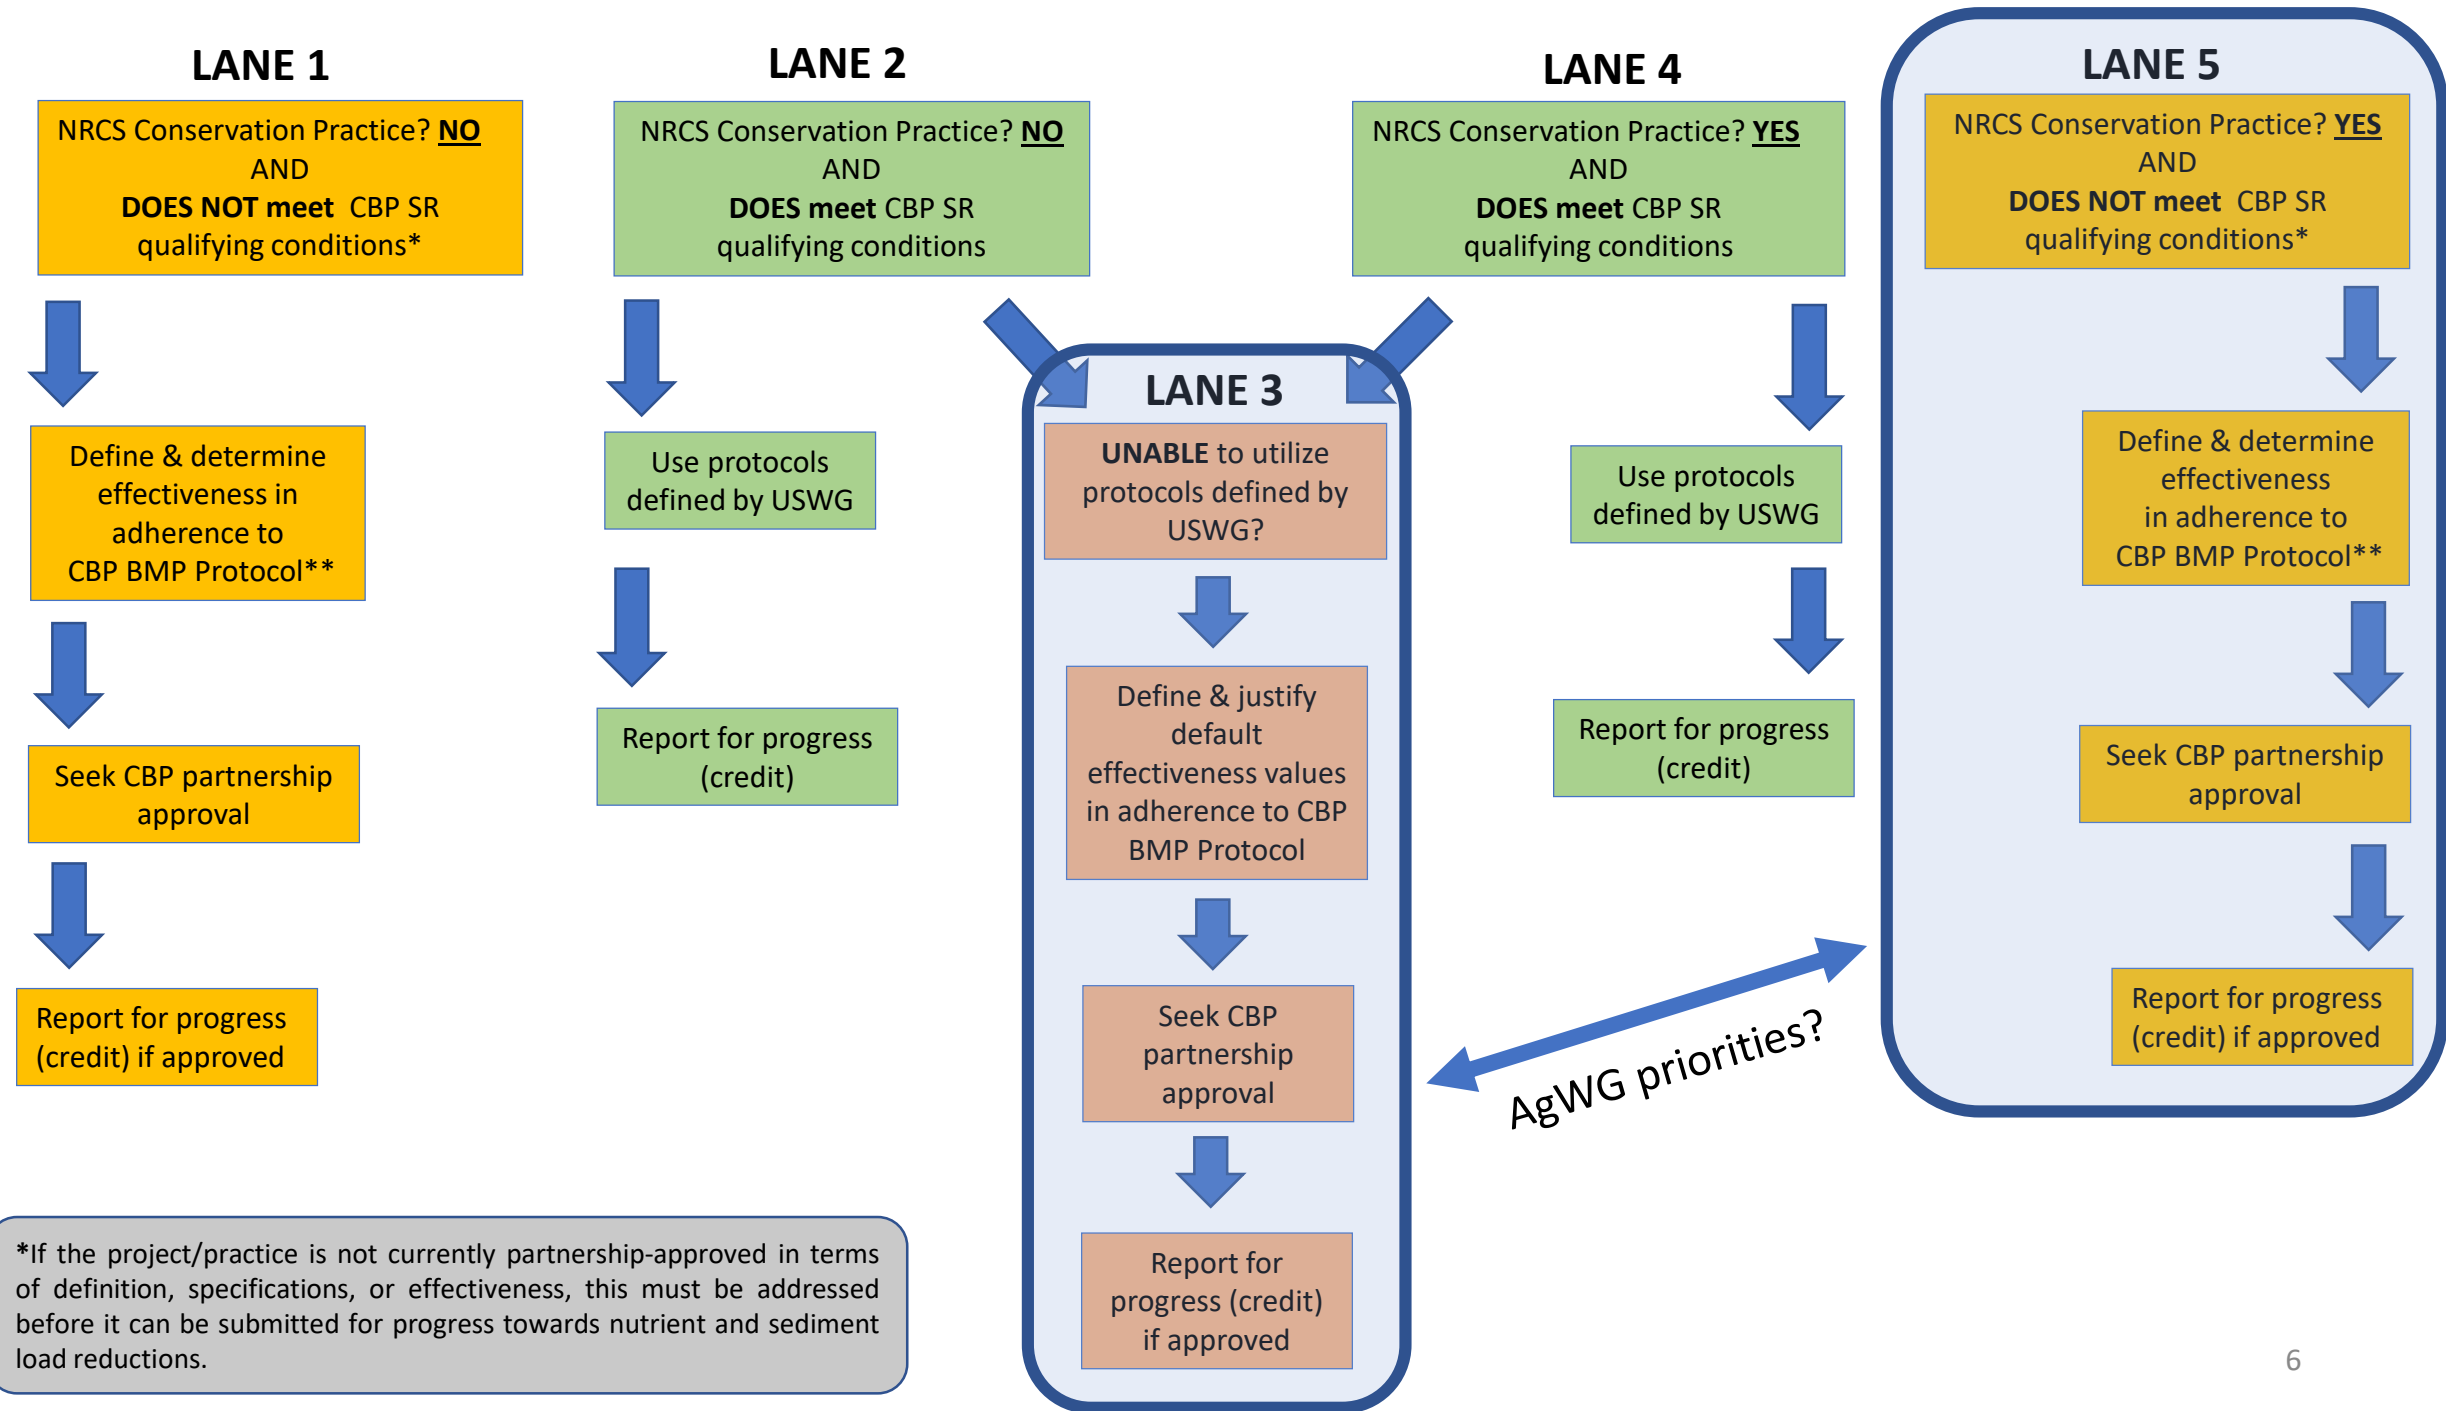 LANE 1
NRCS Conservation Practice? NO
AND
DOES NOT meet CBP SR
qualifying conditions*
Define & determine
effectiveness in
adherence to
CBP BMP Protocol**
Seek CBP partnership
approval
Report for progress
(credit) if approved
LANE 2
NRCS Conservation Practice? NO
AND
DOES meet CBP SR
qualifying conditions
Use protocols
defined by USWG
Report for progress
(credit)
LANE 3
UNABLE to utilize
protocols defined by
USWG?
Define & justify
default
effectiveness values
in adherence to CBP
BMP Protocol
Seek CBP
partnership
approval
Report for
progress (credit)
if approved
LANE 4
NRCS Conservation Practice? YES
AND
DOES meet CBP SR
qualifying conditions
Use protocols
defined by USWG
Report for progress
(credit)
AgWG priorities?
LANE 5
NRCS Conservation Practice? YES
AND
DOES NOT meet CBP SR
qualifying conditions*
Define & determine
effectiveness
in adherence to
CBP BMP Protocol**
Seek CBP partnership
approval
Report for progress
(credit) if approved
*If the project/practice is not currently partnership-approved in terms
of definition, specifications, or effectiveness, this must be addressed
before it can be submitted for progress towards nutrient and sediment
load reductions.
6